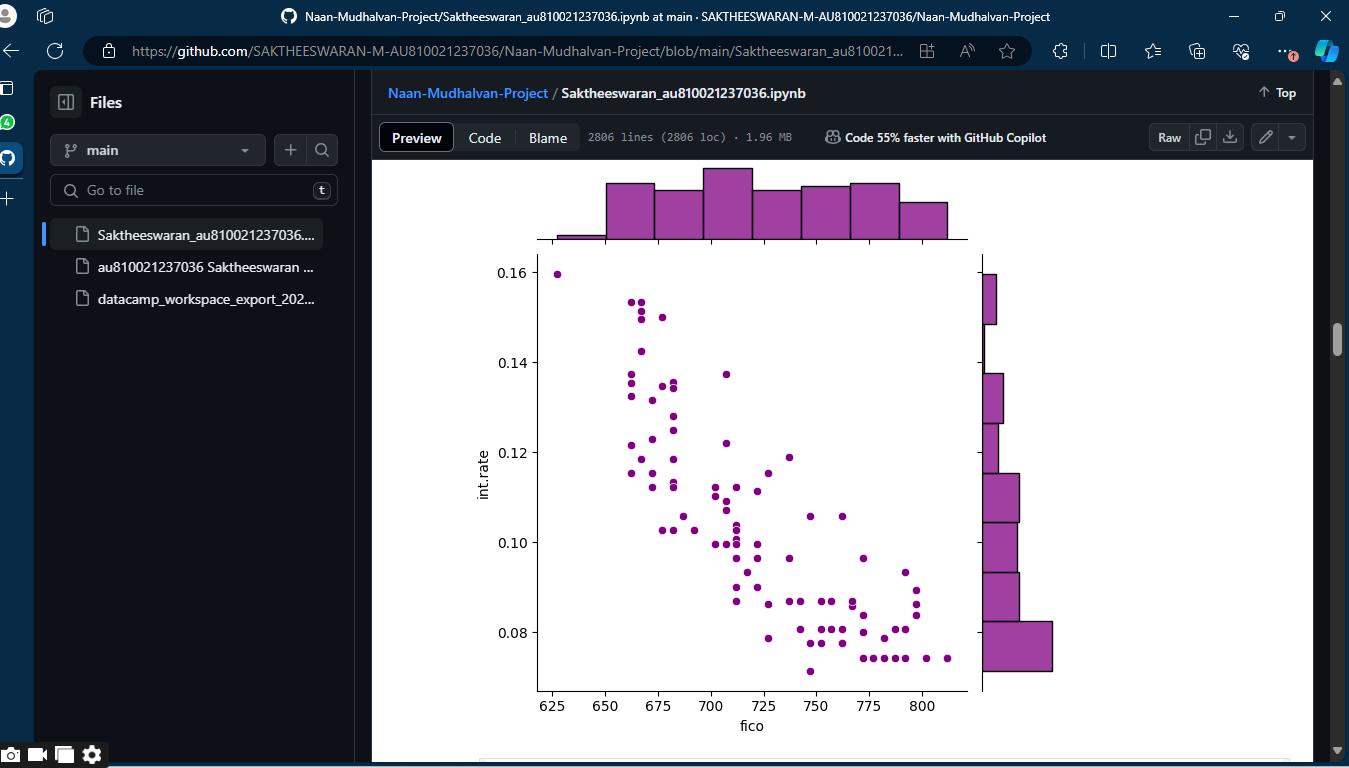 Naan-Mudhalvan-Project/Saktheeswaran_au810021237036.ipynb at main · SAKTHEESWARAN-M-AU810021237036/Naan-Mudhalvan-Project
https://github.com/SAKTHEESWARAN-M-AU810021237036/Naan-Mudhalvan-Project/blob/main/Saktheeswaran_au810021...
4
Files
main
Go to file
t
Saktheeswaran_au810021237036....
au810021237036 Saktheeswaran ...
datacamp_workspace_export_202...
Naan-Mudhalvan-Project / Saktheeswaran_au810021237036.ipynb
Top
Preview Code Blame 2806 lines (2806 loc) · 1.96 MB Code 55% faster with GitHub Copilot Raw
0.16
0.14
0.12
0.10
0.08
int.rate
625 650 675 700 725 750 775 800
fico